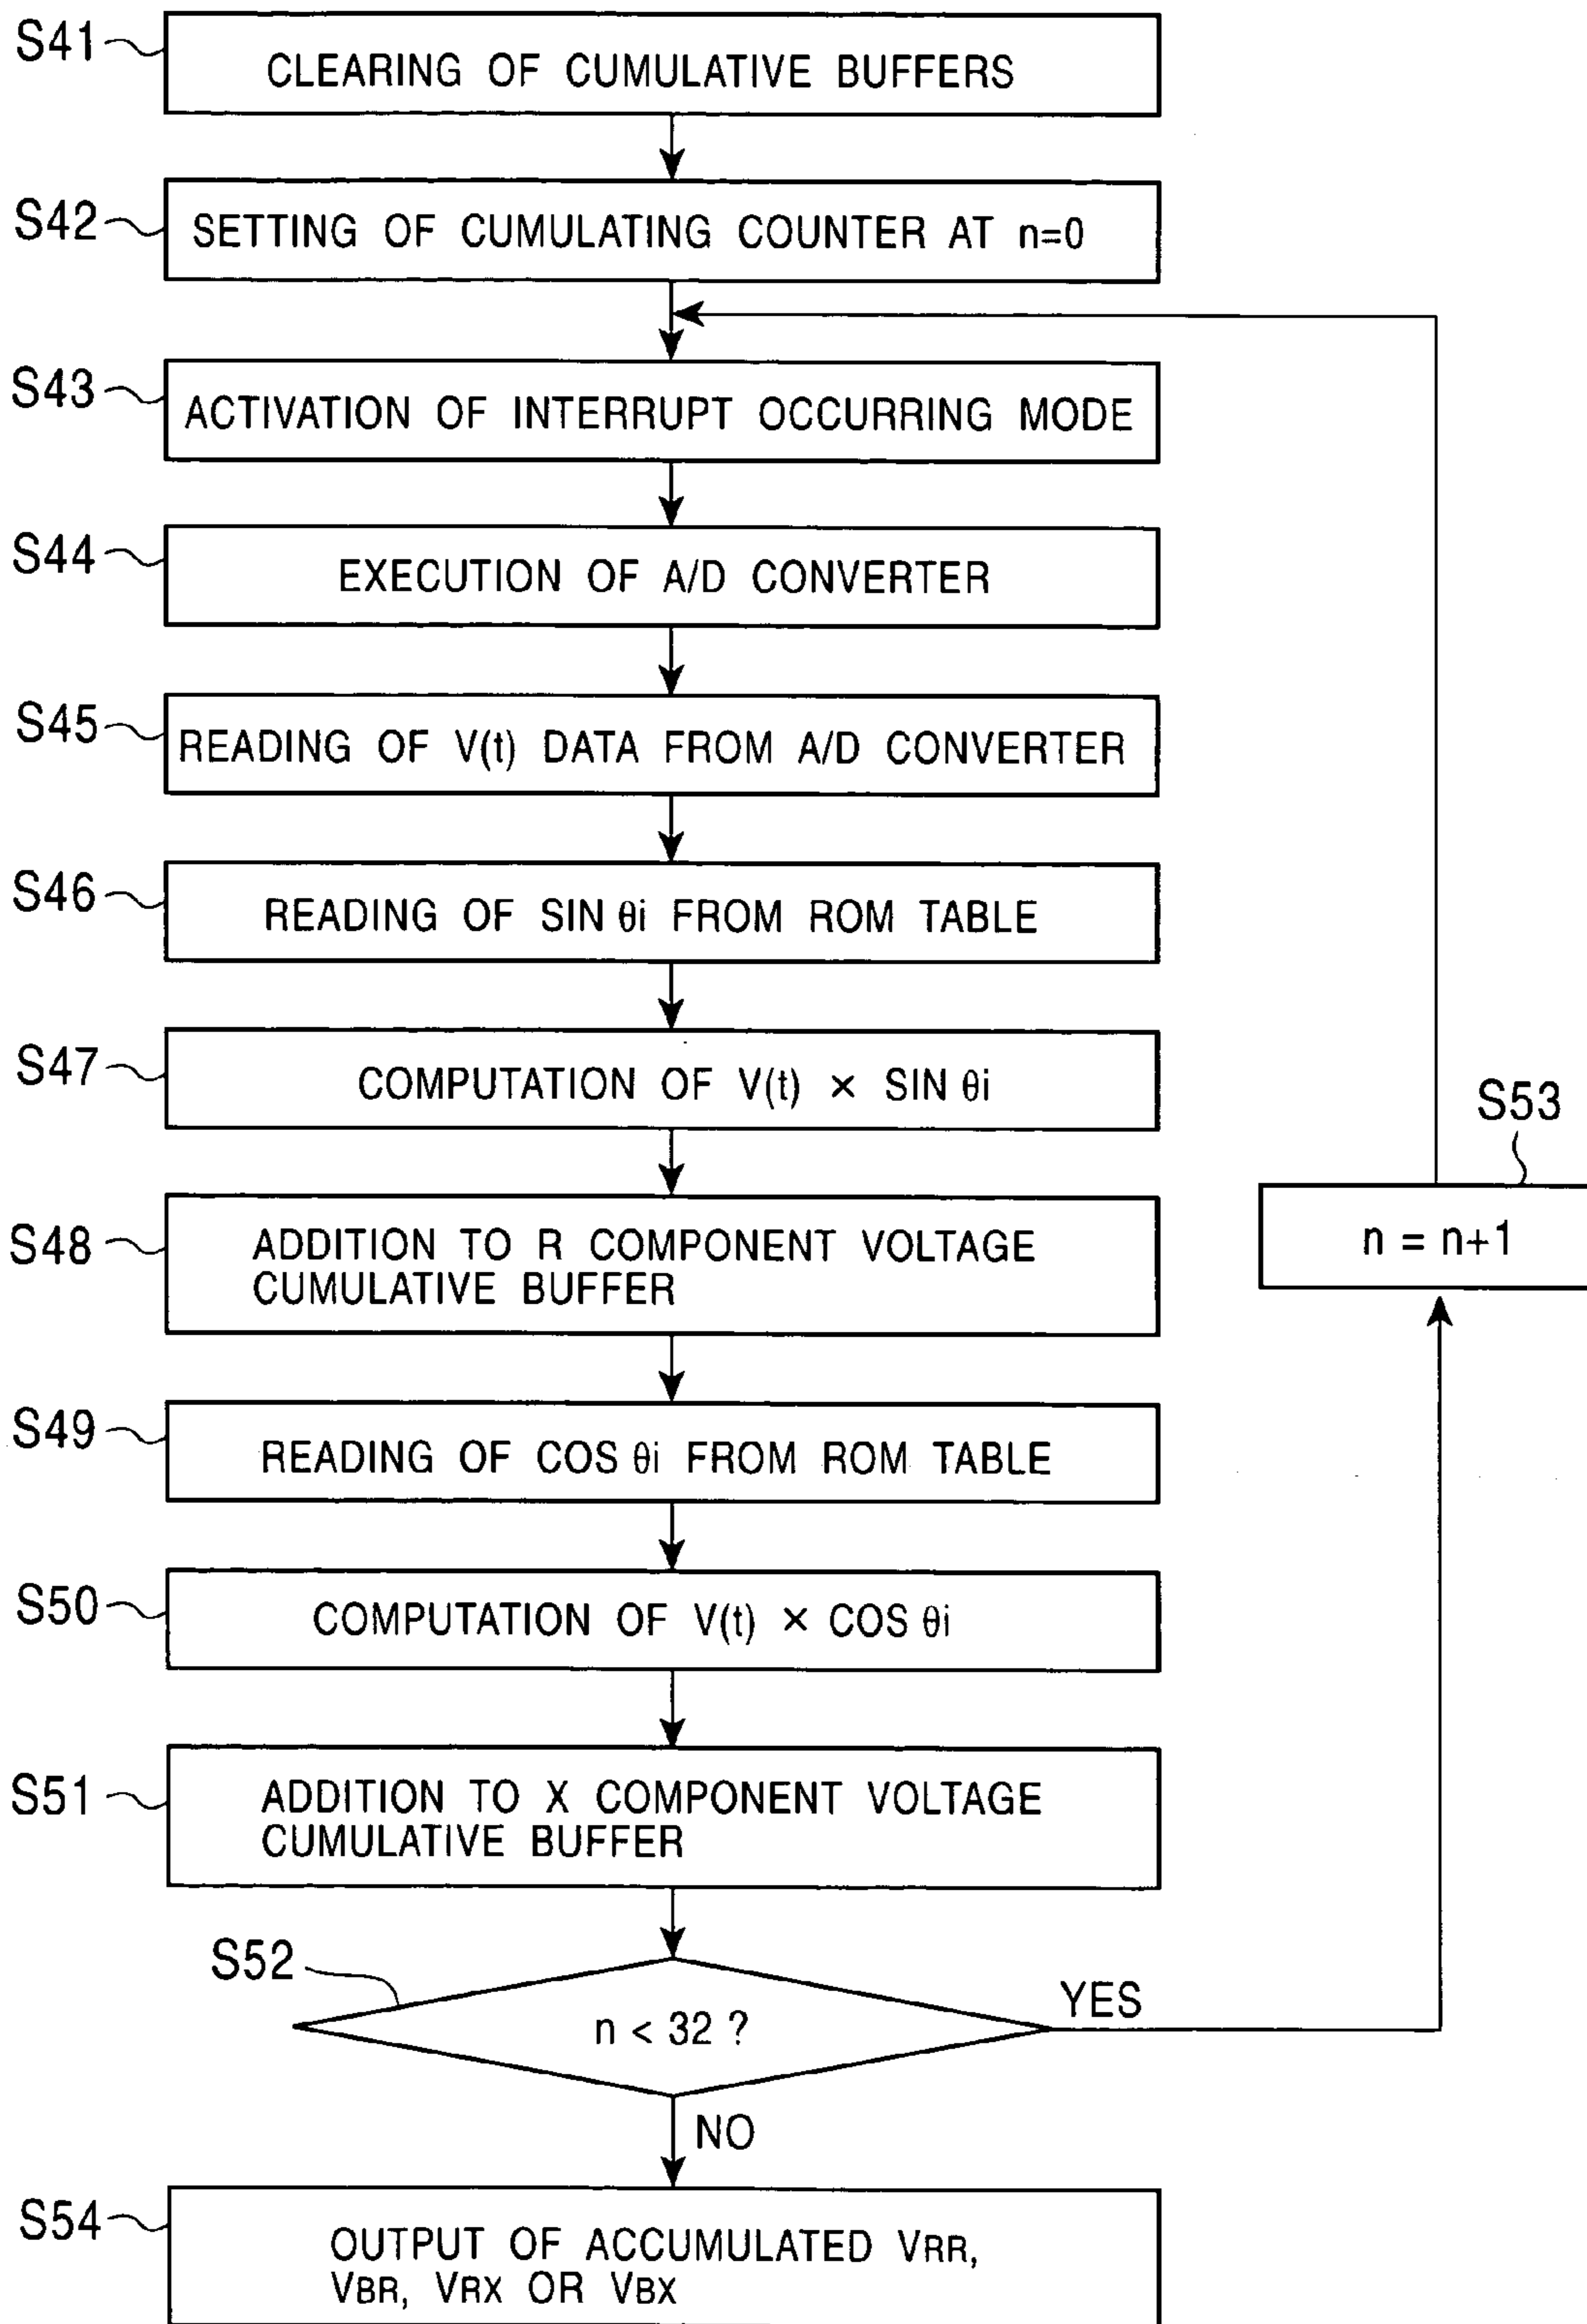 S41
CLEARING OF CUMULATIVE BUFFERS
S42
SETTING OF CUMULATING COUNTER AT n=0
S43
ACTIVATION OF INTERRUPT OCCURRING MODE
S44
EXECUTION OF A/D CONVERTER
S45
READING OF V(t) DATA FROM A/D CONVERTER
S46
READING OF SIN θi FROM ROM TABLE
S47
COMPUTATION OF V(t) × SIN θi
S53
n = n+1
S48
ADDITION TO R COMPONENT VOLTAGE
CUMULATIVE BUFFER
S49
READING OF COS θi FROM ROM TABLE
S50
COMPUTATION OF V(t) × COS θi
S51
ADDITION TO X COMPONENT VOLTAGE
CUMULATIVE BUFFER
S52
n < 32 ?
YES
NO
S54
OUTPUT OF ACCUMULATED VRR,
VBR, VRX OR VBX